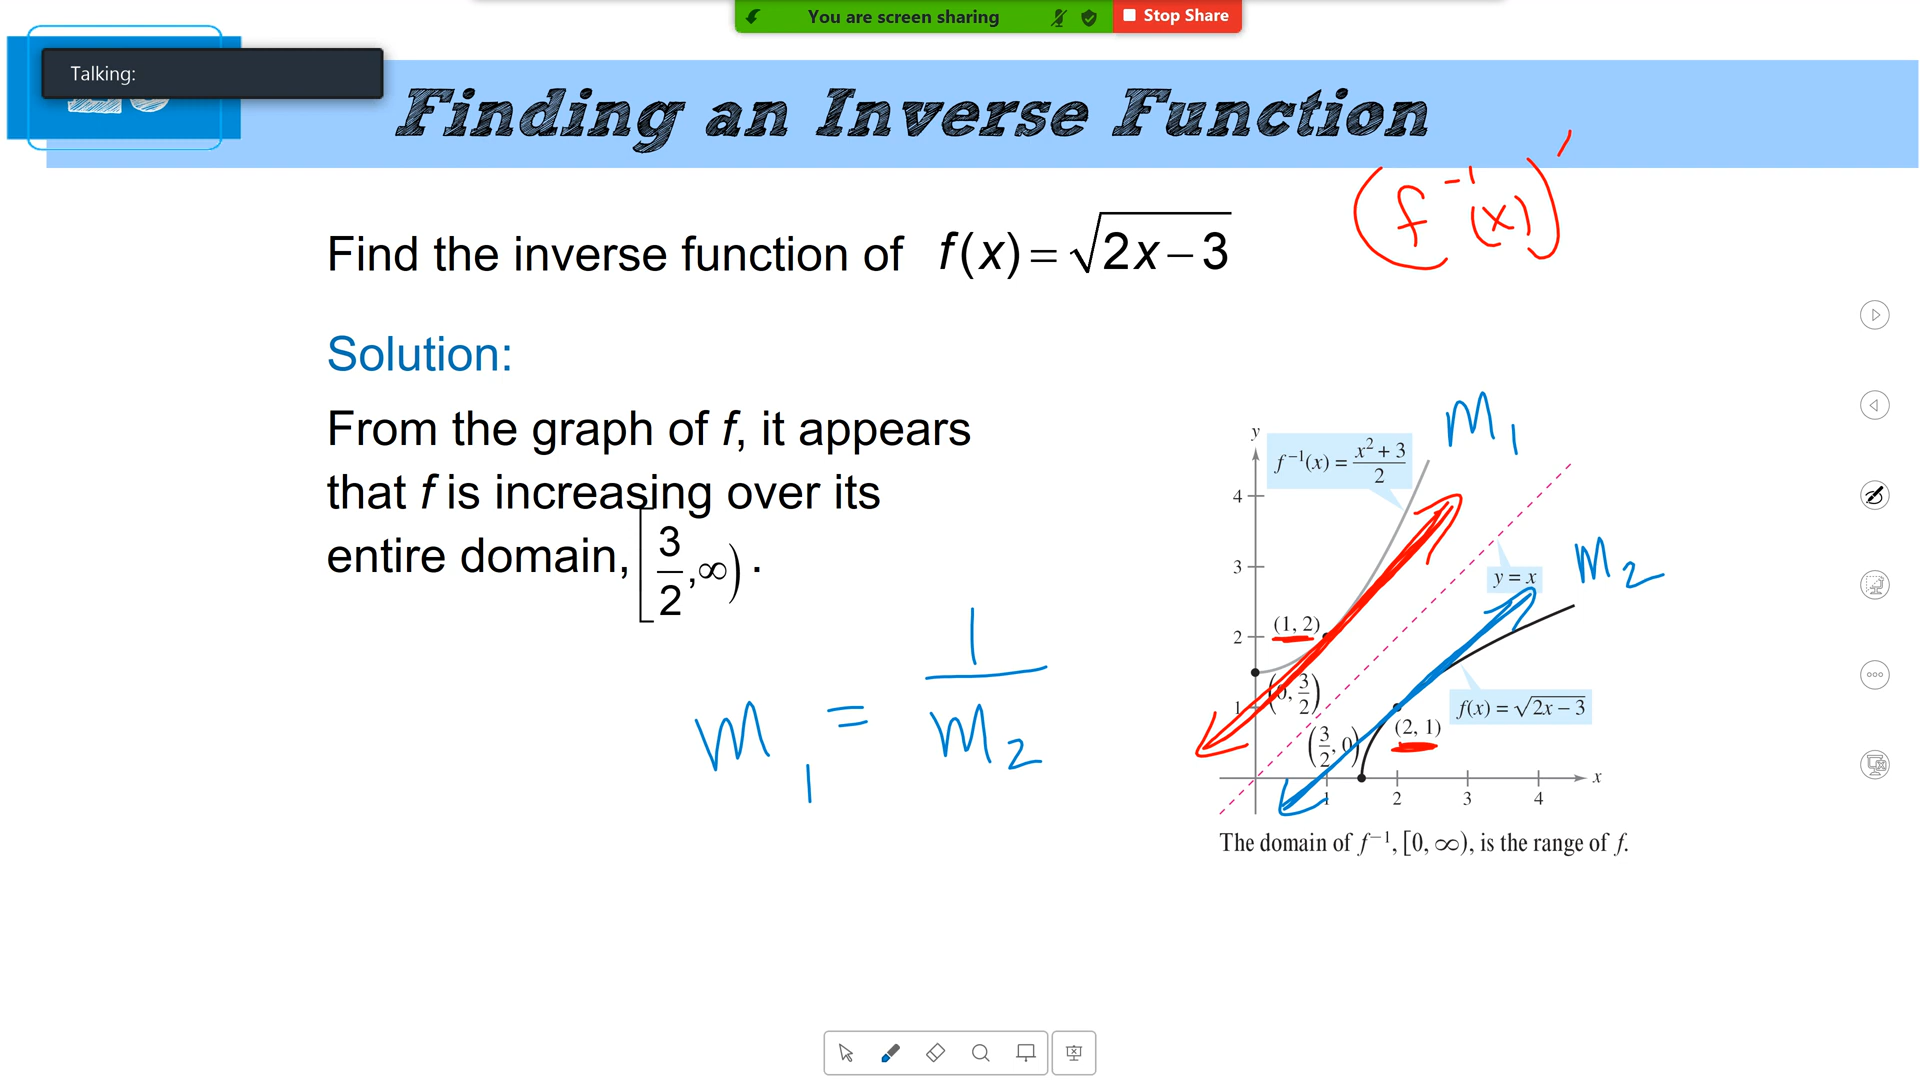 You are screen sharing
Stop Share
Talking:
Finding an Inverse Function
(f⁻¹(x))′
Find the inverse function of f(x) = √(2x – 3)
Solution:
From the graph of f, it appears
that f is increasing over its
entire domain, [3/2, ∞).
m₁ = 1/m₂
m₁
y
f⁻¹(x) = (x² + 3)/2
4
3
m₂
y = x
(1, 2)
2
(0, 3/2)
1
f(x) = √(2x − 3)
(2, 1)
(3/2, 0)
x
1 2 3 4
The domain of f⁻¹, [0, ∞), is the range of f.